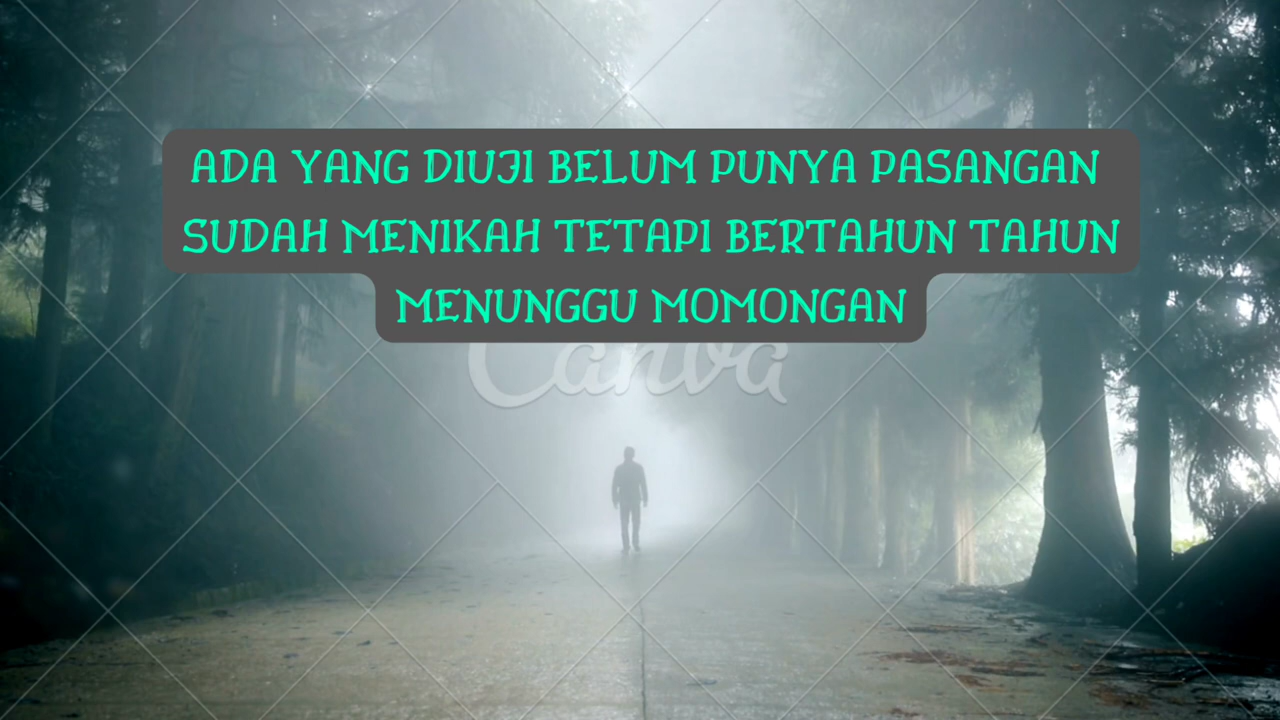 ADA YANG DIUJI BELUM PUNYA PASANGAN
SUDAH MENIKAH TETAPI BERTAHUN TAHUN
MENUNGGU MOMONGAN
Canva